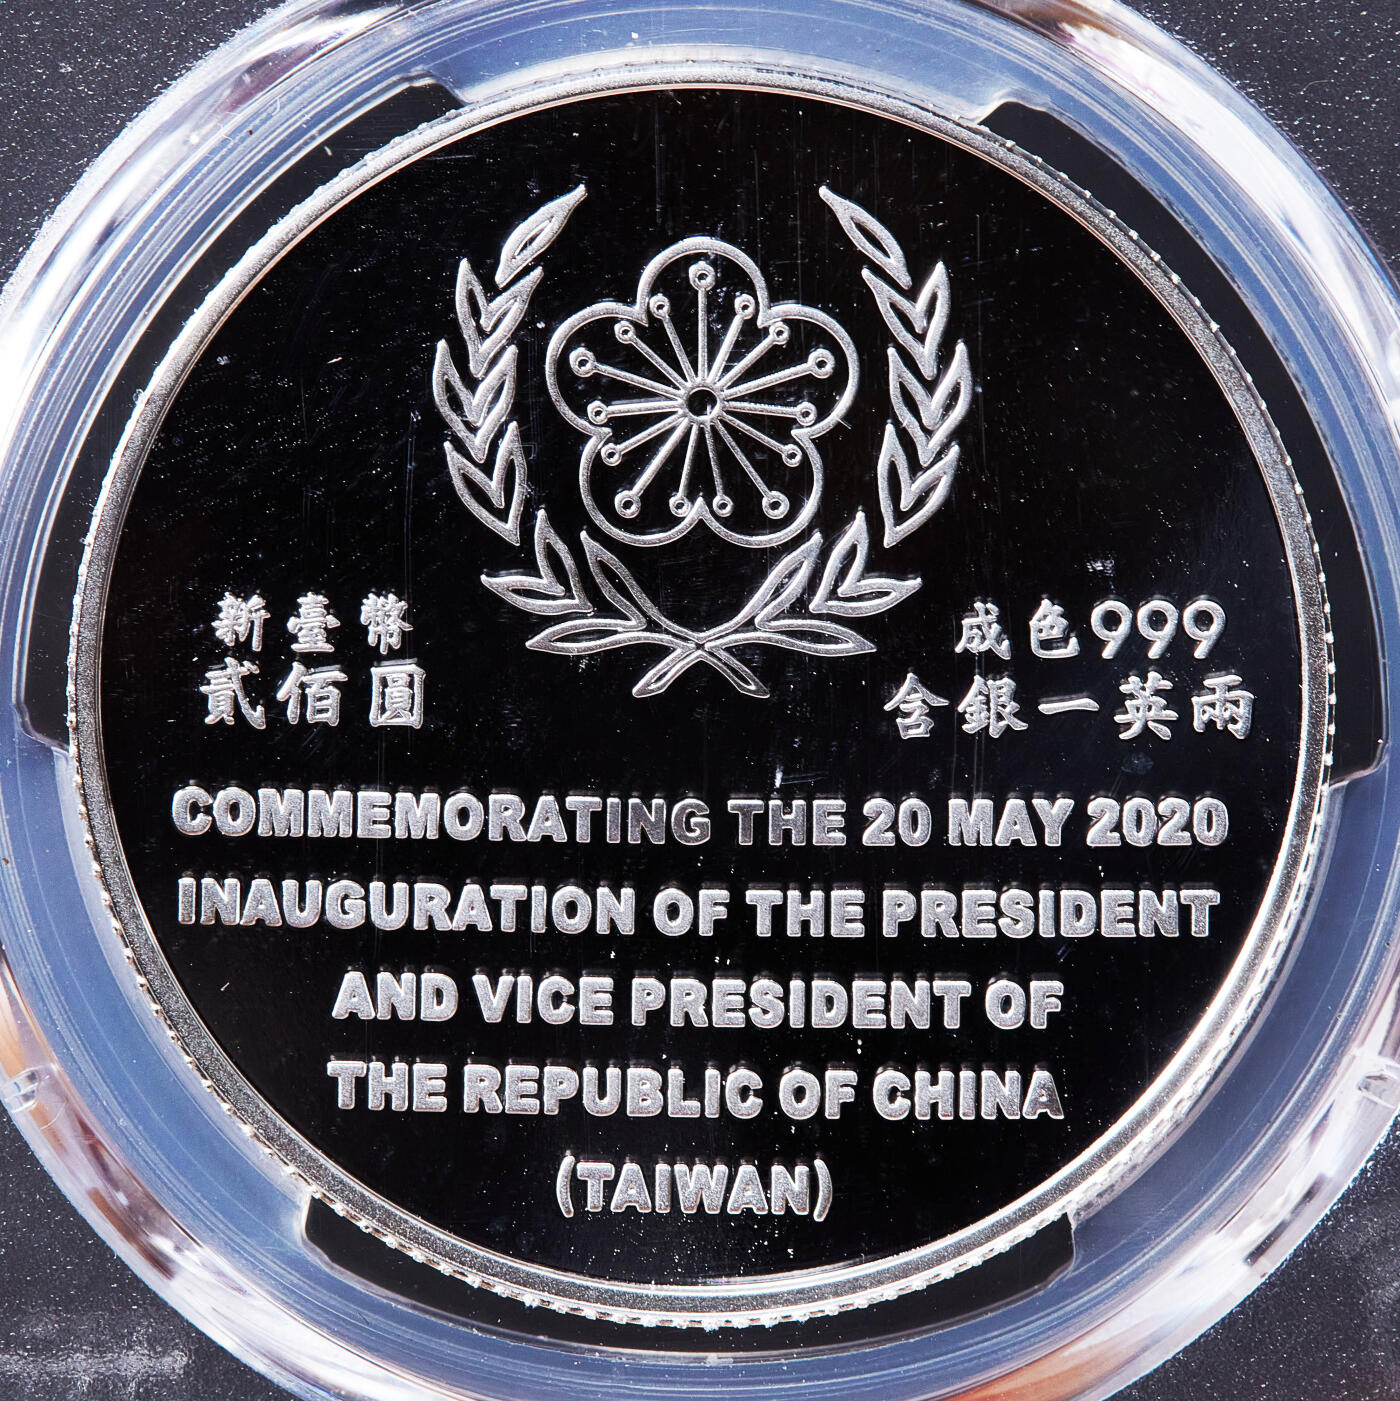 新臺幣
貳佰圓
成色999
含銀一英兩
COMMEMORATING THE 20 MAY 2020
INAUGURATION OF THE PRESIDENT
AND VICE PRESIDENT OF
THE REPUBLIC OF CHINA
(TAIWAN)